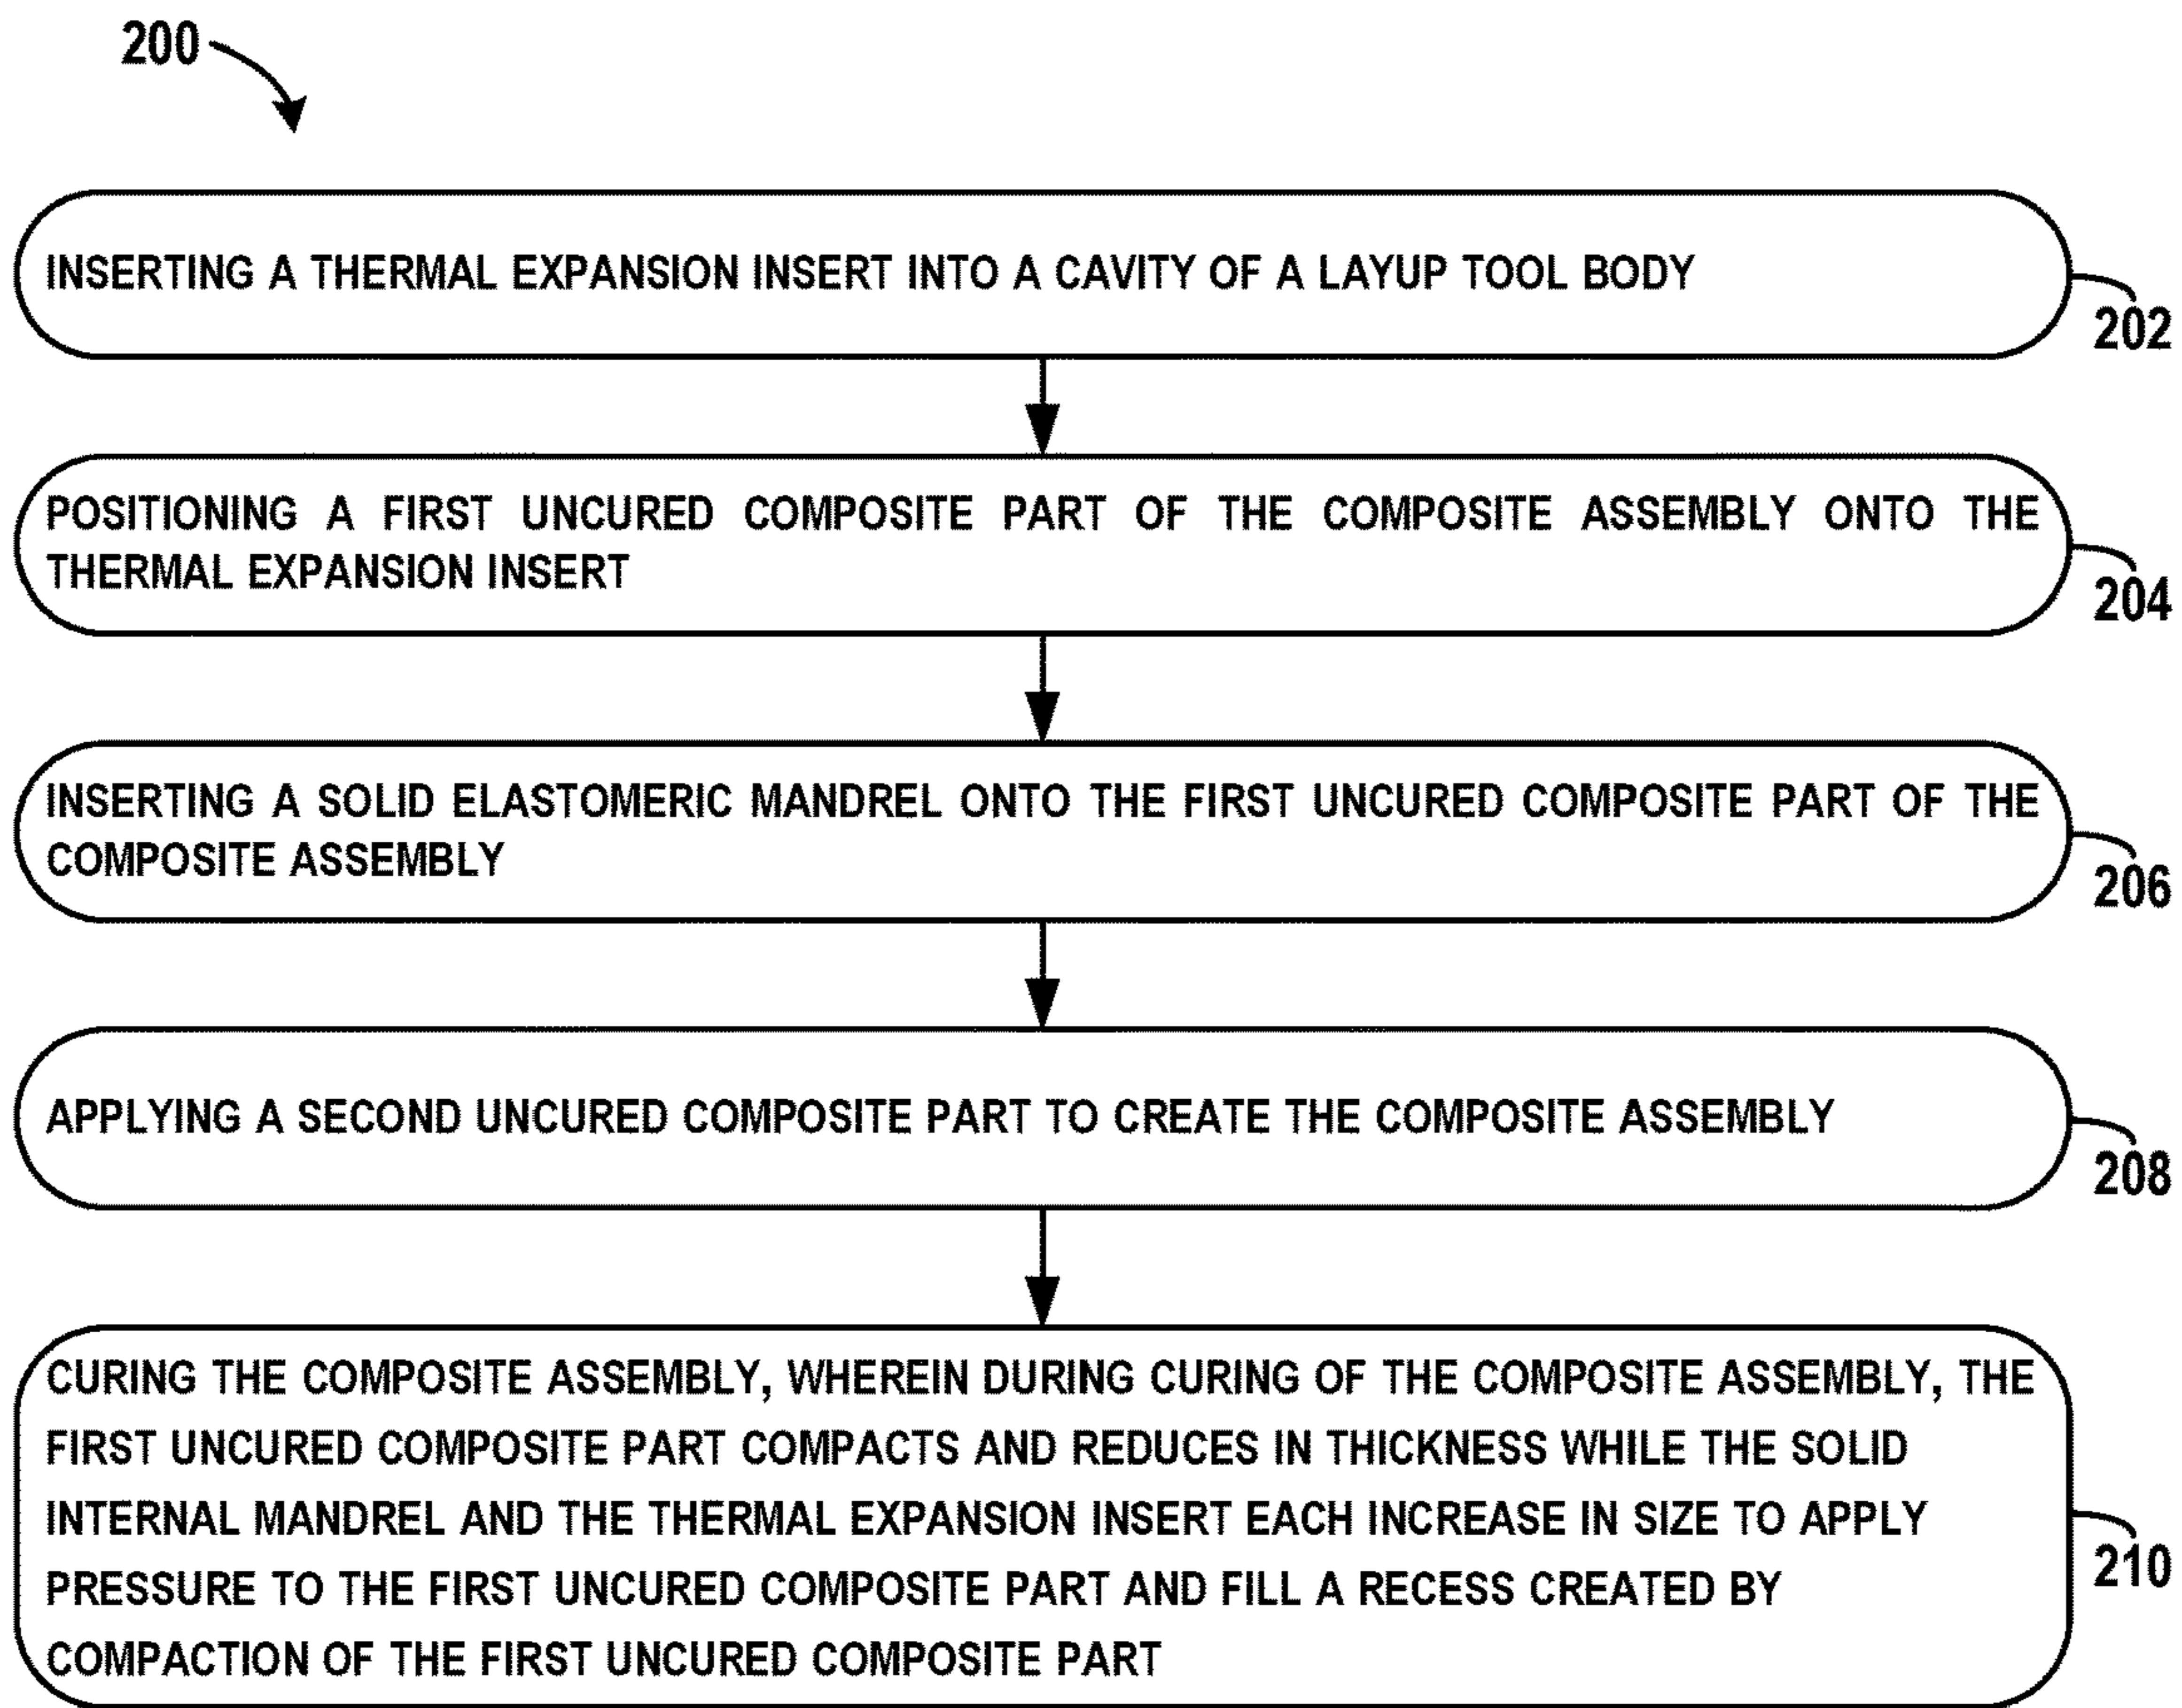 200
INSERTING A THERMAL EXPANSION INSERT INTO A CAVITY OF A LAYUP TOOL BODY
202
POSITIONING A FIRST UNCURED COMPOSITE PART OF THE COMPOSITE ASSEMBLY ONTO THE
THERMAL EXPANSION INSERT
204
INSERTING A SOLID ELASTOMERIC MANDREL ONTO THE FIRST UNCURED COMPOSITE PART OF THE
COMPOSITE ASSEMBLY
206
APPLYING A SECOND UNCURED COMPOSITE PART TO CREATE THE COMPOSITE ASSEMBLY
208
CURING THE COMPOSITE ASSEMBLY, WHEREIN DURING CURING OF THE COMPOSITE ASSEMBLY, THE
FIRST UNCURED COMPOSITE PART COMPACTS AND REDUCES IN THICKNESS WHILE THE SOLID
INTERNAL MANDREL AND THE THERMAL EXPANSION INSERT EACH INCREASE IN SIZE TO APPLY
PRESSURE TO THE FIRST UNCURED COMPOSITE PART AND FILL A RECESS CREATED BY
COMPACTION OF THE FIRST UNCURED COMPOSITE PART
210